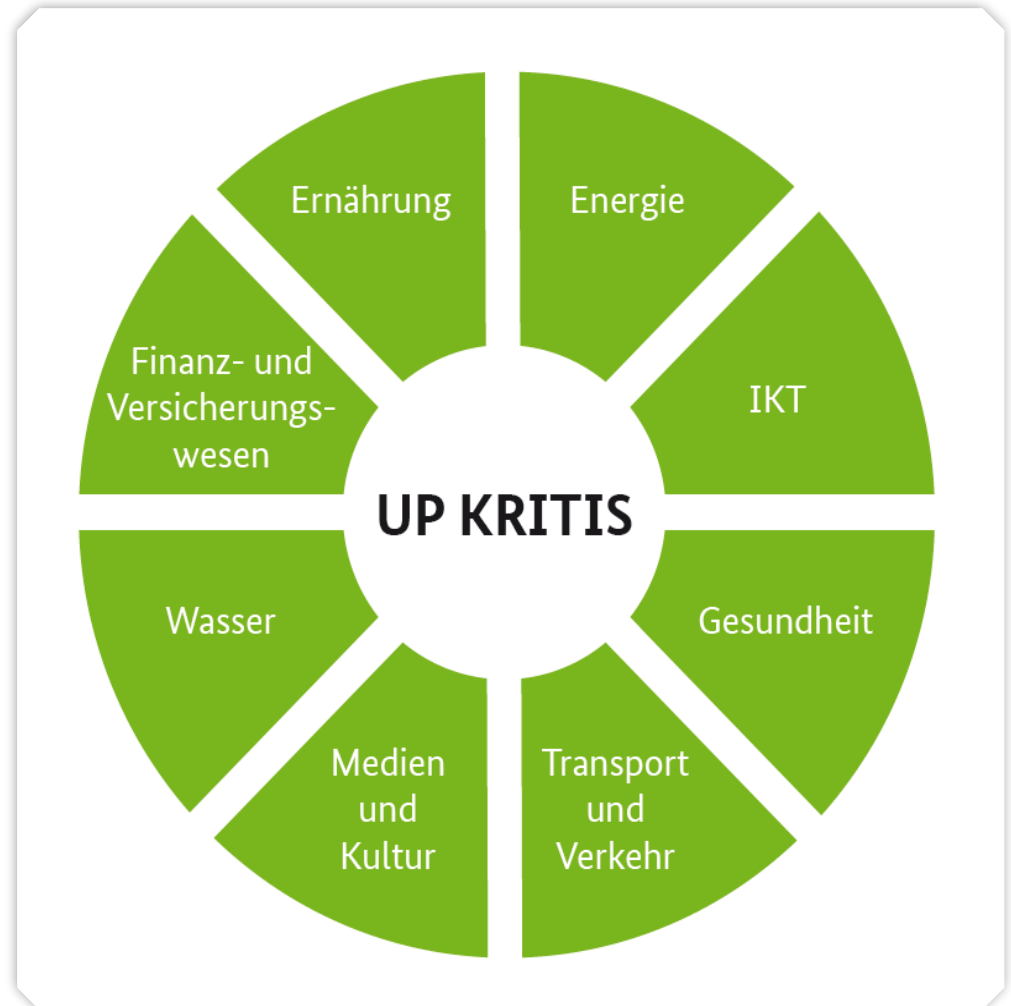 Ernährung
Energie
Finanz- und
Versicherungs-
wesen
IKT
UP KRITIS
Wasser
Gesundheit
Medien
und
Kultur
Transport
und
Verkehr